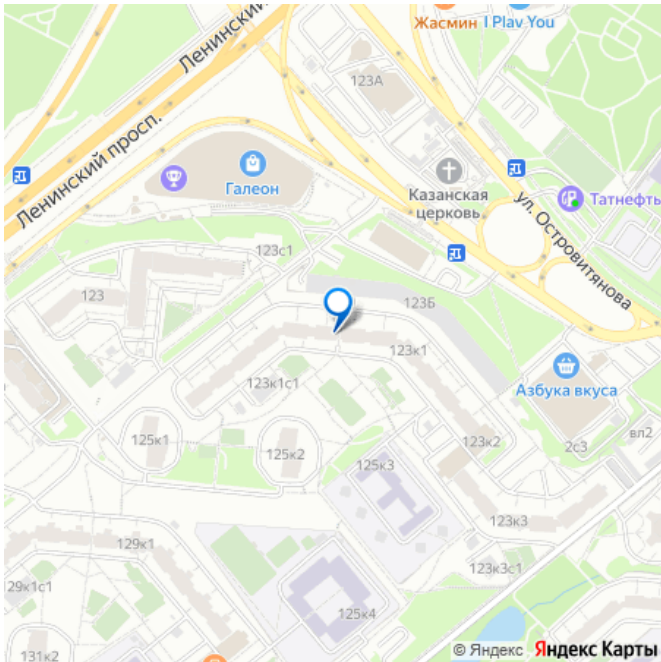 Ленинский
Жасмин
I Play You
123А
Ленинский просп.
Галеон
Казанская
церковь
Татнефть
ул. Островитянова
123с1
123
123Б
123к1
123к1с1
Азбука вкуса
125к1
125к2
125к3
123к2
2с3
вл2
129к1
123к3
123к3с1
29к1с1
125к4
131к2
© Яндекс Яндекс Карты